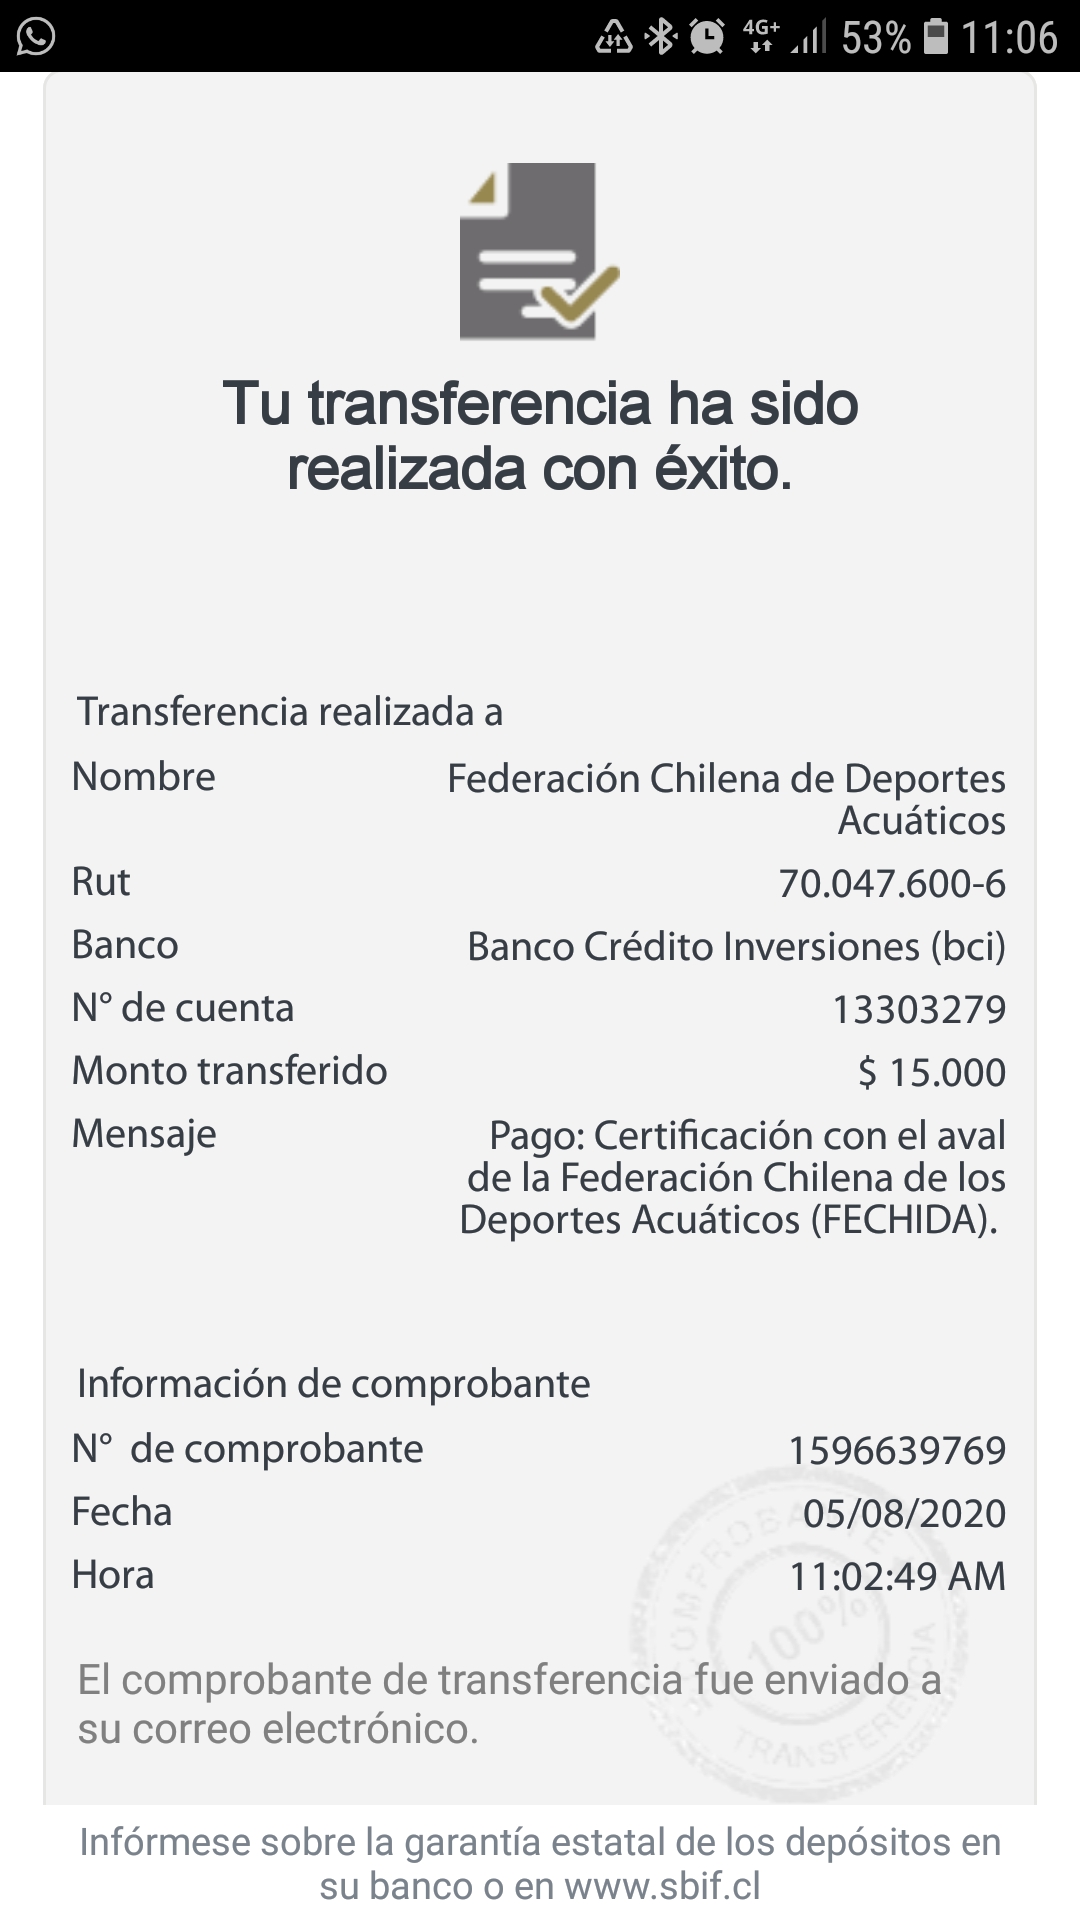 4G+ 53% 11:06
Tu transferencia ha sido
realizada con éxito.
Transferencia realizada a
Nombre Federación Chilena de Deportes
Acuáticos
Rut 70.047.600-6
Banco Banco Crédito Inversiones (bci)
N° de cuenta 13303279
Monto transferido $ 15.000
Mensaje Pago: Certificación con el aval
de la Federación Chilena de los
Deportes Acuáticos (FECHIDA).
Información de comprobante
N° de comprobante 1596639769
Fecha 05/08/2020
Hora 11:02:49 AM
COMPROBANTE
100%
TRANSFERENCIA
El comprobante de transferencia fue enviado a
su correo electrónico.
Infórmese sobre la garantía estatal de los depósitos en
su banco o en www.sbif.cl